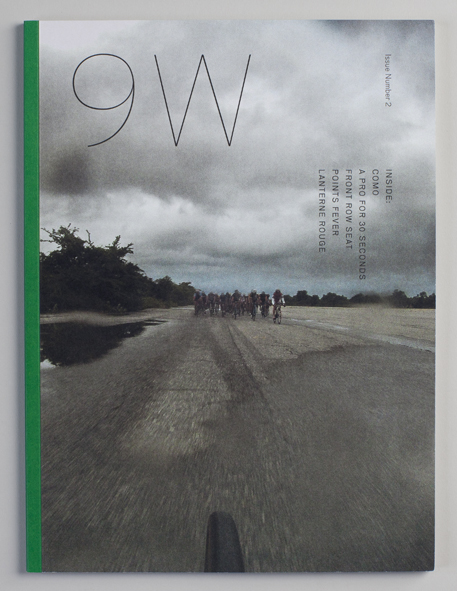 9W
Issue Number 2
INSIDE:
COMO
A PRO FOR 30 SECONDS
FRONT ROW SEAT
POINTS FEVER
LANTERNE ROUGE